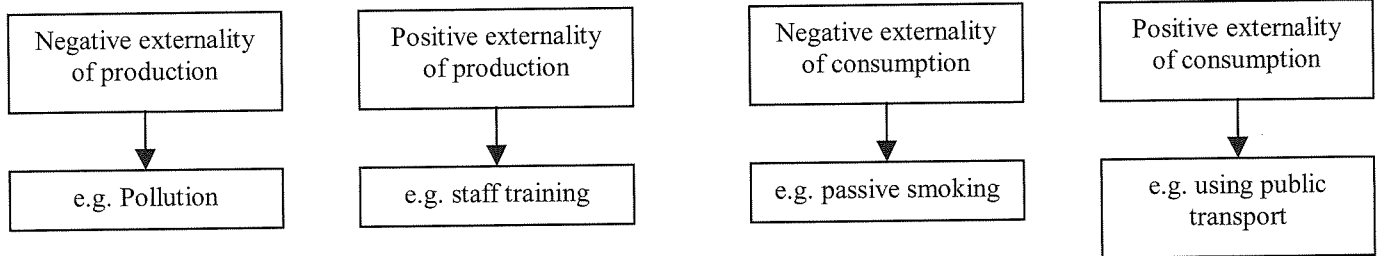 Negative externality
of production
Positive externality
of production
Negative externality
of consumption
Positive externality
of consumption
e.g. Pollution
e.g. staff training
e.g. passive smoking
e.g. using public
transport